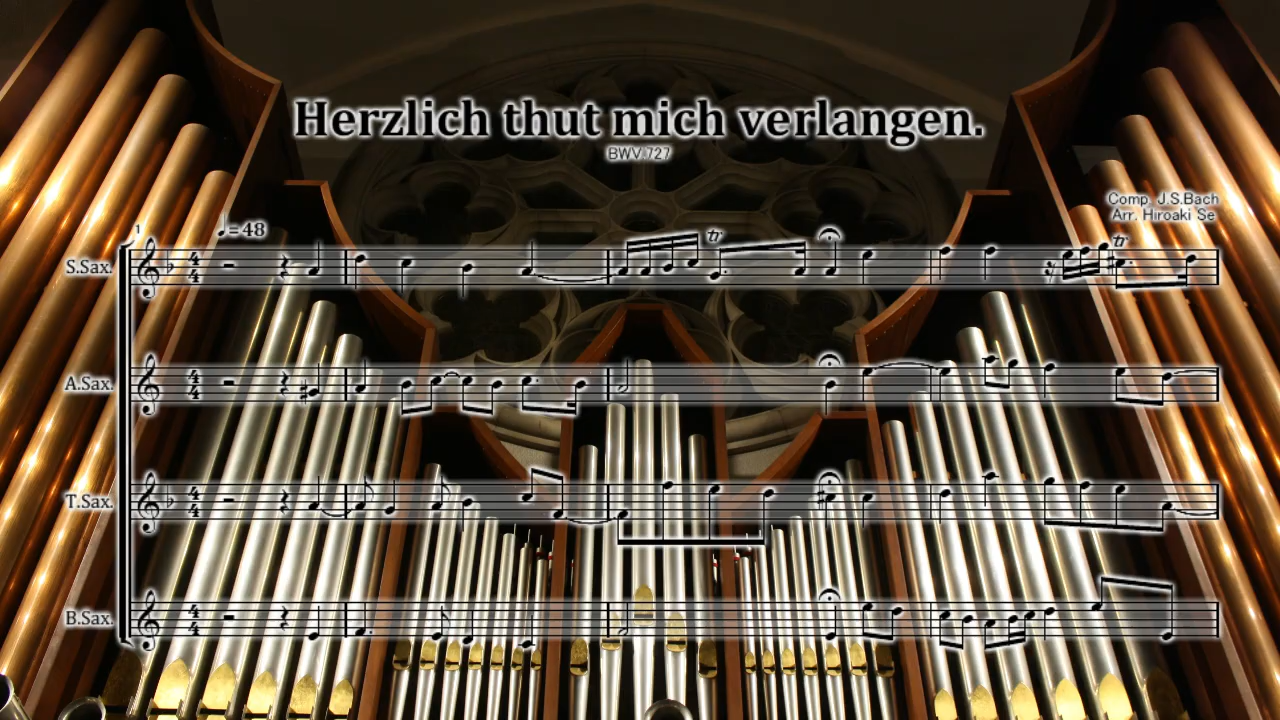 Herzlich thut mich verlangen.
BWV 727
Comp. J.S.Bach
Arr. Hiroaki Se
1
♩=48
S.Sax.
tr
tr
A.Sax.
T.Sax.
B.Sax.